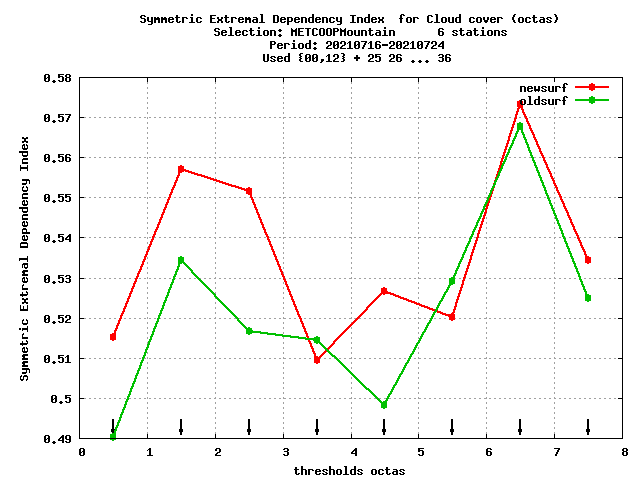 Symmetric Extremal Dependency Index  for Cloud cover (octas)
Selection: METCOOPMountain      6 stations
Period: 20210716-20210724
Used {00,12} + 25 26 ... 36
newsurf
oldsurf
Symmetric Extremal Dependency Index
0.58
0.57
0.56
0.55
0.54
0.53
0.52
0.51
0.5
0.49
0 1 2 3 4 5 6 7 8
thresholds octas